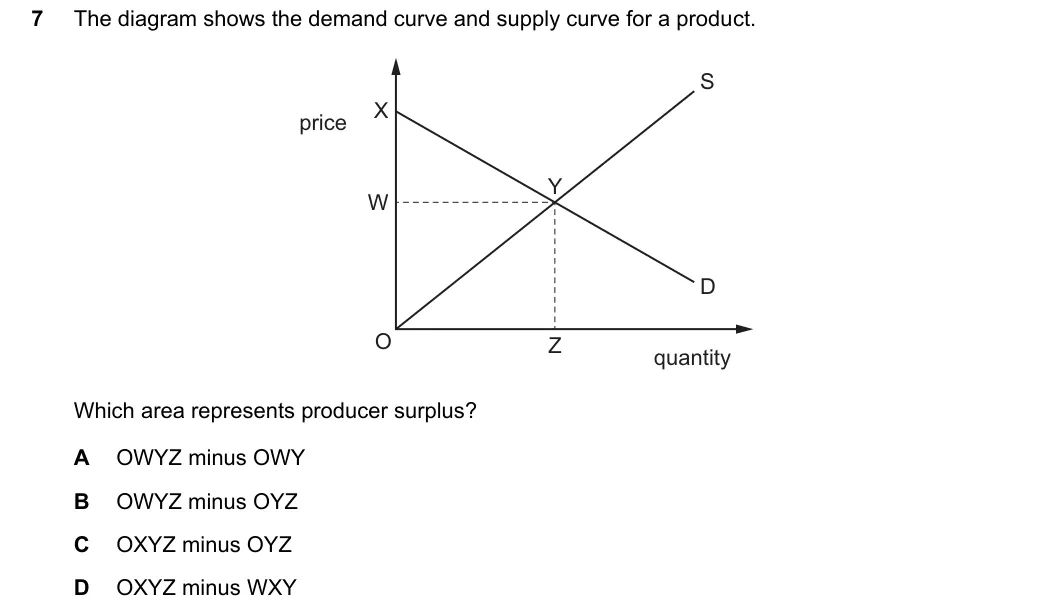 7 The diagram shows the demand curve and supply curve for a product.
S
X
price
Y
W
D
O
Z
quantity
Which area represents producer surplus?
A OWYZ minus OWY
B OWYZ minus OYZ
C OXYZ minus OYZ
D OXYZ minus WXY